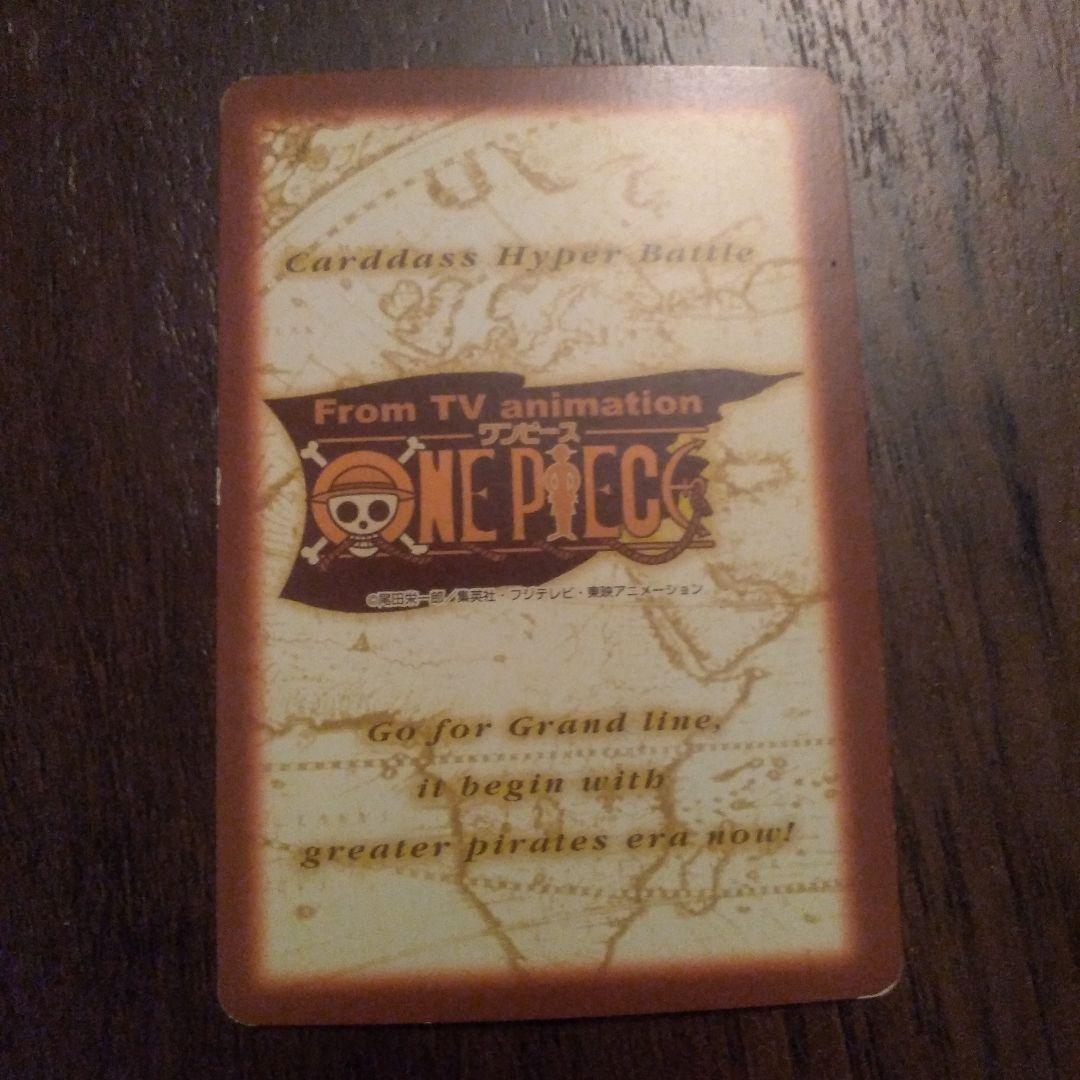 Carddass Hyper Battle
From TV animation
ワンピース
ONE PIECE
©尾田栄一郎／集英社・フジテレビ・東映アニメーション
Go for Grand line,
it begin with
greater pirates era now!